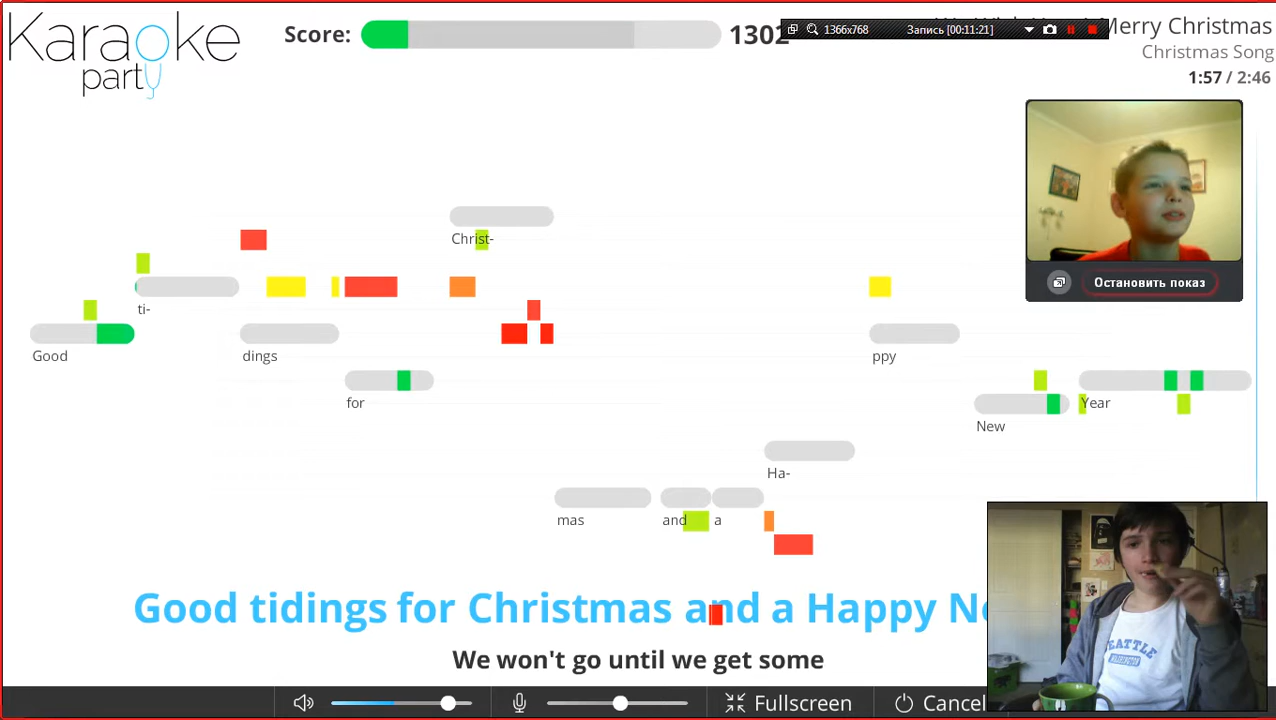 Karaoke
party
Score:
1302
1366x768
Запись [00:11:21]
Merry Christmas
Christmas Song
1:57 / 2:46
Остановить показ
Christ-
ti-
Good
dings
ppy
for
Year
New
Ha-
mas
and
a
Good tidings for Christmas and a Happy
We won't go until we get some
SEATTLE
Fullscreen
Cancel